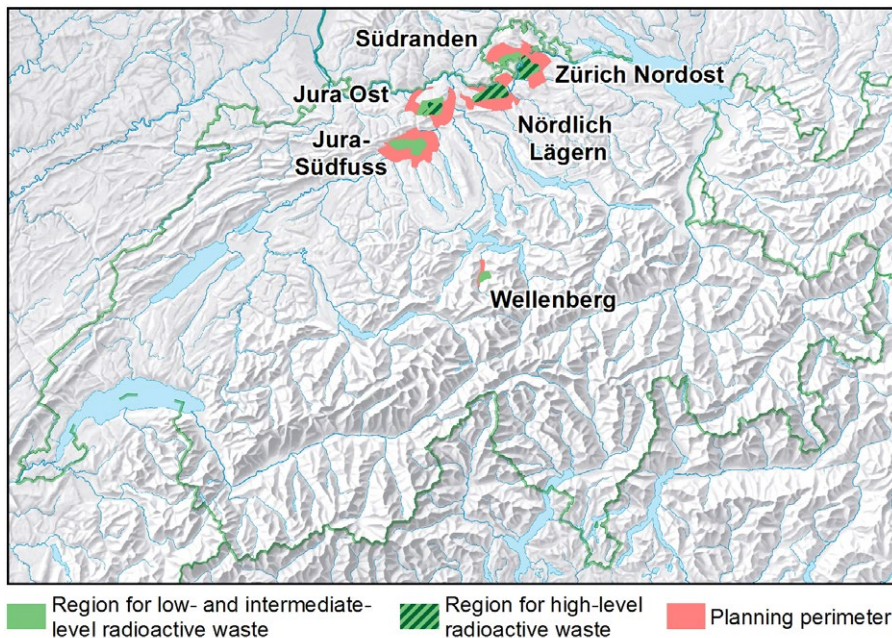 Südranden
Zürich Nordost
Jura Ost
Nördlich
Lägern
Jura-
Südfuss
Wellenberg
Region for low- and intermediate-
level radioactive waste
Region for high-level
radioactive waste
Planning perimeter